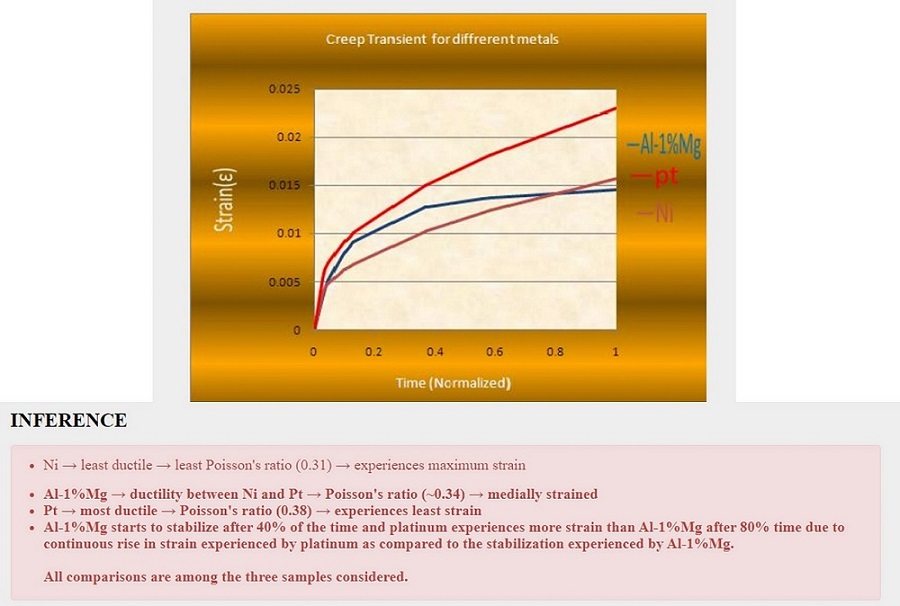 Creep Transient for diffrerent metals
0.025
0.02
0.015
0.01
0.005
0
Strain(ε)
0 0.2 0.4 0.6 0.8 1
Time (Normalized)
Al-1%Mg
pt
Ni
INFERENCE
• Ni → least ductile → least Poisson's ratio (0.31) → experiences maximum strain
• Al-1%Mg → ductility between Ni and Pt → Poisson's ratio (~0.34) → medially strained
• Pt → most ductile → Poisson's ratio (0.38) → experiences least strain
• Al-1%Mg starts to stabilize after 40% of the time and platinum experiences more strain than Al-1%Mg after 80% time due to
continuous rise in strain experienced by platinum as compared to the stabilization experienced by Al-1%Mg.
All comparisons are among the three samples considered.